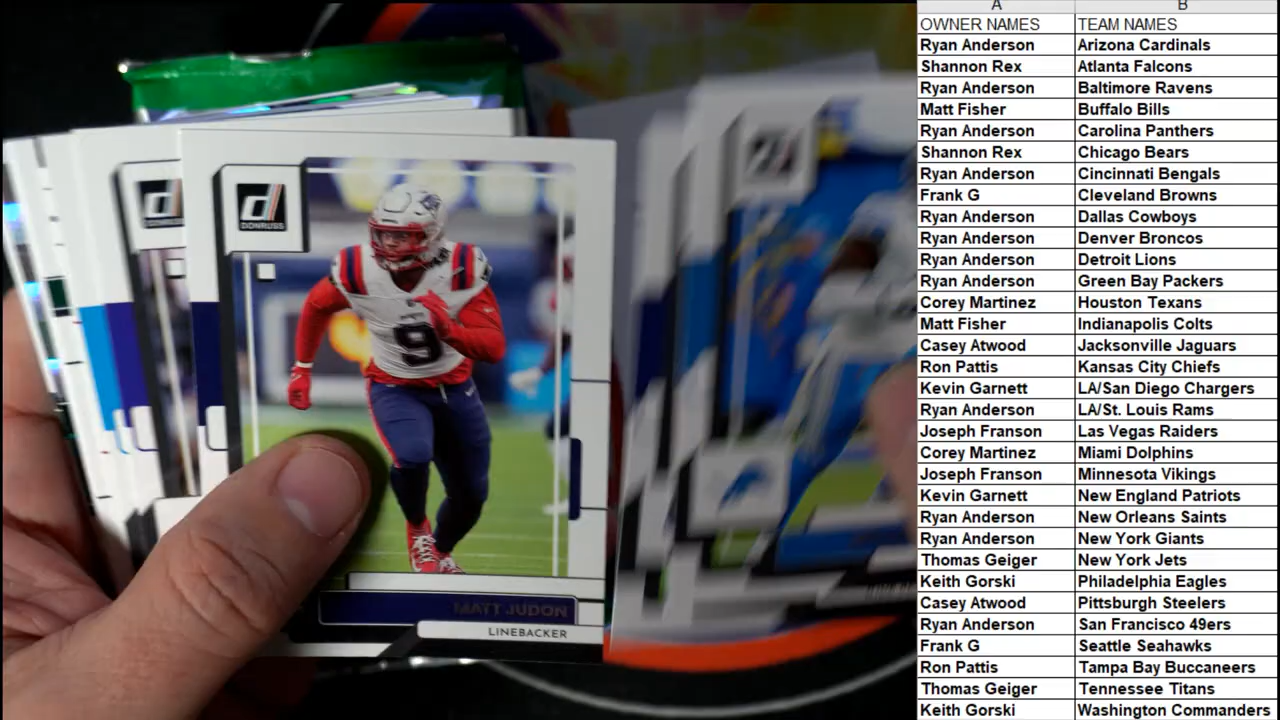 A B
OWNER NAMES TEAM NAMES
Ryan Anderson Arizona Cardinals
Shannon Rex Atlanta Falcons
Ryan Anderson Baltimore Ravens
Matt Fisher Buffalo Bills
Ryan Anderson Carolina Panthers
Shannon Rex Chicago Bears
Ryan Anderson Cincinnati Bengals
Frank G Cleveland Browns
Ryan Anderson Dallas Cowboys
Ryan Anderson Denver Broncos
Ryan Anderson Detroit Lions
Ryan Anderson Green Bay Packers
Corey Martinez Houston Texans
Matt Fisher Indianapolis Colts
Casey Atwood Jacksonville Jaguars
Ron Pattis Kansas City Chiefs
Kevin Garnett LA/San Diego Chargers
Ryan Anderson LA/St. Louis Rams
Joseph Franson Las Vegas Raiders
Corey Martinez Miami Dolphins
Joseph Franson Minnesota Vikings
Kevin Garnett New England Patriots
Ryan Anderson New Orleans Saints
Ryan Anderson New York Giants
Thomas Geiger New York Jets
Keith Gorski Philadelphia Eagles
Casey Atwood Pittsburgh Steelers
Ryan Anderson San Francisco 49ers
Frank G Seattle Seahawks
Ron Pattis Tampa Bay Buccaneers
Thomas Geiger Tennessee Titans
Keith Gorski Washington Commanders
d
DONRUSS
9
MATT JUDON
LINEBACKER